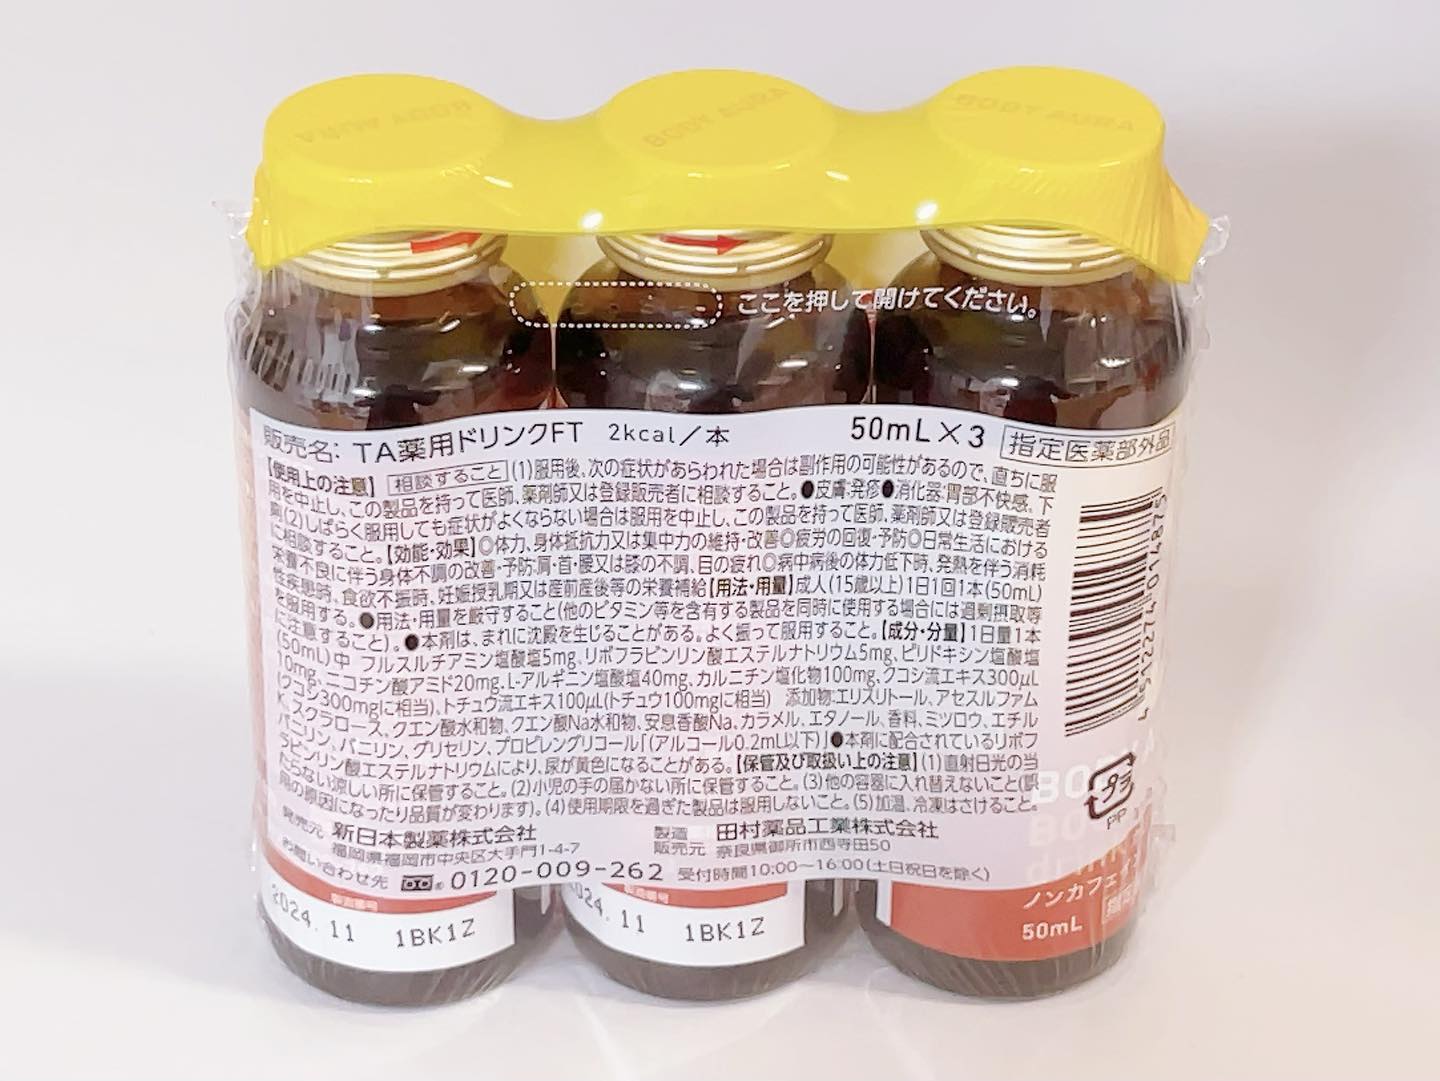 ここを押して開けてください。
販売名: TA薬用ドリンクFT 2kcal/本 50mL×3 指定医薬部外品
【使用上の注意】 相談すること (1)服用後、次の症状があらわれた場合は副作用の可能性があるので、直ちに服
用を中止し、この製品を持って医師、薬剤師又は登録販売者に相談すること。●皮膚:発疹●消化器:胃部不快感、下
痢(2)しばらく服用しても症状がよくならない場合は服用を中止し、この製品を持って医師、薬剤師又は登録販売者
に相談すること。【効能・効果】◎体力、身体抵抗力又は集中力の維持・改善◎疲労の回復・予防◎日常生活における
栄養不良に伴う身体不調の改善・予防:肩・首・腰又は膝の不調、目の疲れ◎病中病後の体力低下時、発熱を伴う消耗
性疾患時、食欲不振時、妊娠授乳期又は産前産後等の栄養補給【用法・用量】成人(15歳以上)1日1回1本(50mL)
を服用する。●用法・用量を厳守すること(他のビタミン等を含有する製品を同時に使用する場合には過剰摂取等
に注意すること)。●本剤は、まれに沈殿を生じることがある。よく振って服用すること。【成分・分量】1日量1本
(50mL)中 フルスルチアミン塩酸塩5mg、リボフラビンリン酸エステルナトリウム5mg、ピリドキシン塩酸塩
10mg、ニコチン酸アミド20mg、L-アルギニン塩酸塩40mg、カルニチン塩化物100mg、クコシ流エキス300μL
(クコシ300mgに相当)、トチュウ流エキス100μL(トチュウ100mgに相当) 添加物:エリスリトール、アセスルファム
K、スクラロース、クエン酸水和物、クエン酸Na水和物、安息香酸Na、カラメル、エタノール、香料、ミツロウ、エチル
バニリン、バニリン、グリセリン、プロピレングリコール「(アルコール0.2mL以下)」●本剤に配合されているリボフ
ラビンリン酸エステルナトリウムにより、尿が黄色になることがある。【保管及び取扱い上の注意】(1)直射日光の当
たらない涼しい所に保管すること。(2)小児の手の届かない所に保管すること。(3)他の容器に入れ替えないこと(誤
用の原因になったり品質が変わります)。(4)使用期限を過ぎた製品は服用しないこと。(5)加温、冷凍はさけること。
発売元 新日本製薬株式会社
福岡県福岡市中央区大手門1-4-7
製造販売元 田村薬品工業株式会社
奈良県御所市西寺田50
お問い合わせ先 0120-009-262 受付時間10:00～16:00(土日祝日を除く)
プラ
PP
製造番号
2024.11 1BK1Z
製造番号
2024.11 1BK1Z
ノンカフェイ
50mL